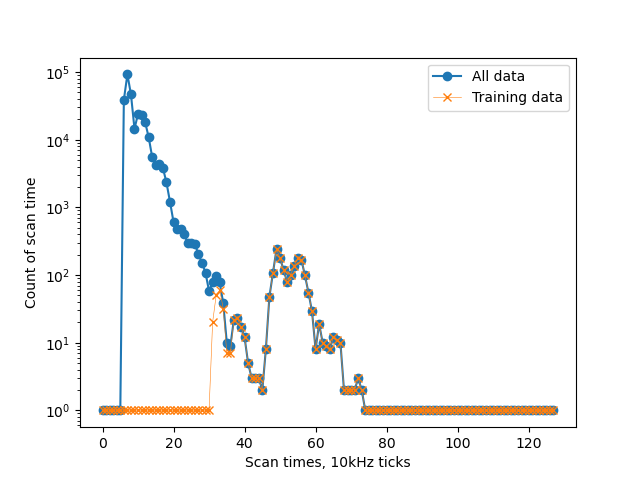 All data
Training data
10^5
10^4
10^3
10^2
10^1
10^0
Count of scan time
0 20 40 60 80 100 120
Scan times, 10kHz ticks